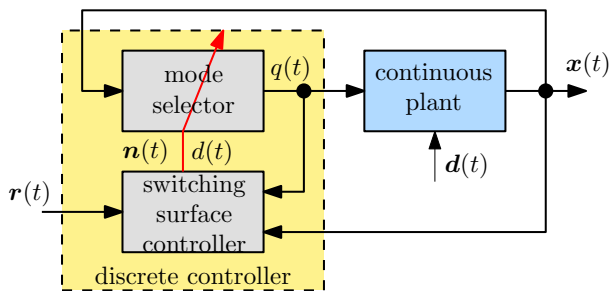 mode
selector
q(t)
continuous
plant
x(t)
n(t) d(t)
d(t)
r(t)
switching
surface
controller
discrete controller